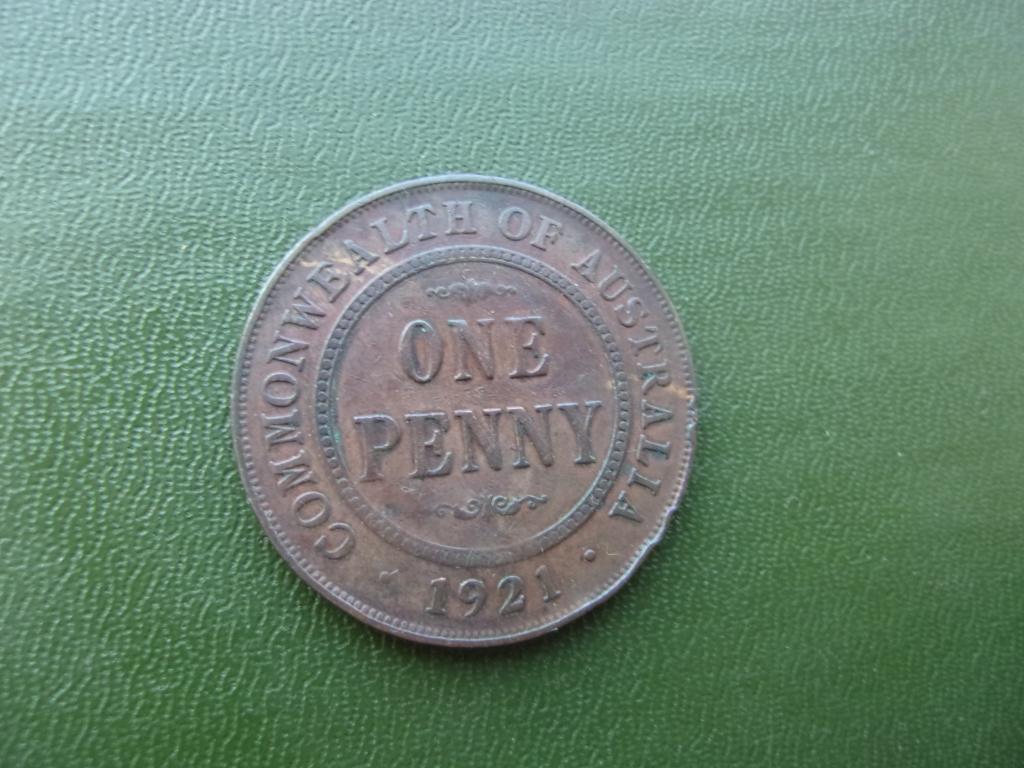 COMMONWEALTH OF AUSTRALIA
ONE
PENNY
1921